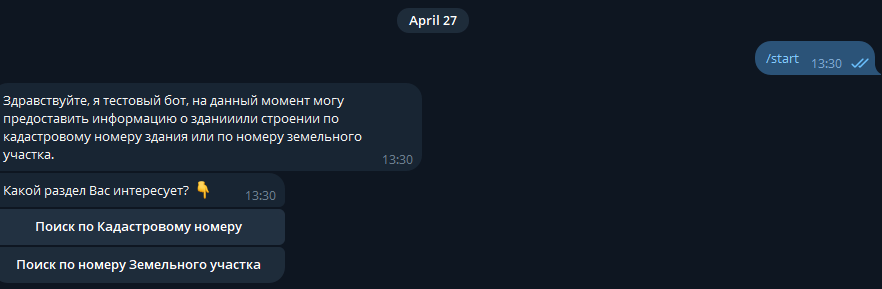 April 27
/start 13:30
Здравствуйте, я тестовый бот, на данный момент могу
предоставить информацию о зданииили строении по
кадастровому номеру здания или по номеру земельного
участка.
13:30
Какой раздел Вас интересует? 👇 13:30
Поиск по Кадастровому номеру
Поиск по номеру Земельного участка